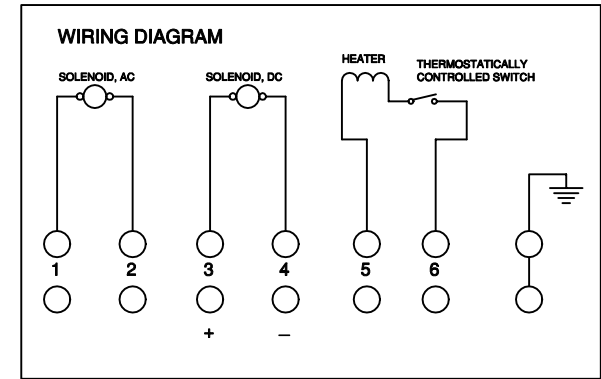 WIRING DIAGRAM
SOLENOID, AC
SOLENOID, DC
HEATER
THERMOSTATICALLY
CONTROLLED SWITCH
1 2 3 4 5 6
+ –